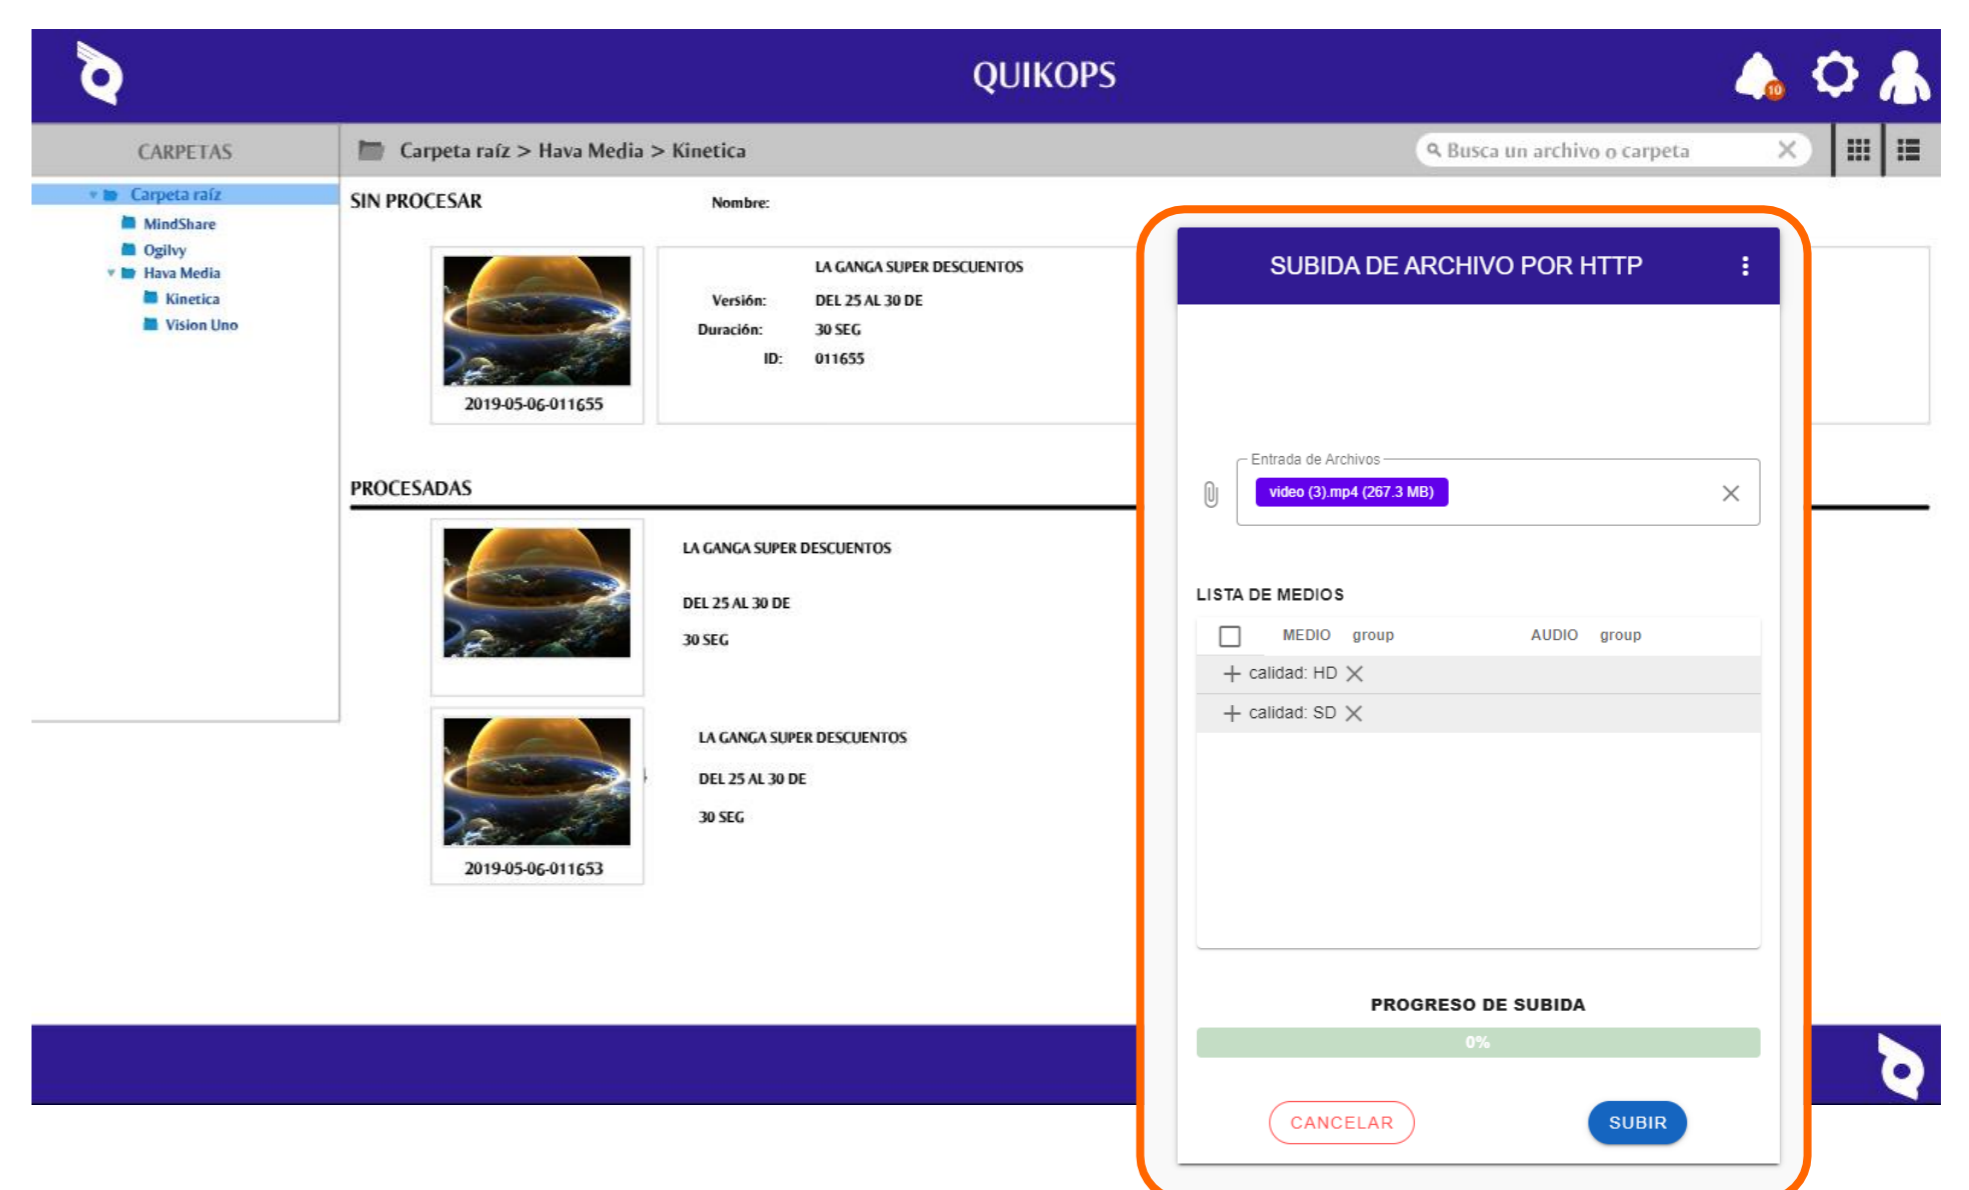 QUIKOPS
10
CARPETAS
Carpeta raíz > Hava Media > Kinetica
Busca un archivo o carpeta
Carpeta raíz
MindShare
Ogilvy
Hava Media
Kinetica
Vision Uno
SIN PROCESAR
Nombre:
LA GANGA SUPER DESCUENTOS
Versión: DEL 25 AL 30 DE
Duración: 30 SEG
ID: 011655
2019-05-06-011655
PROCESADAS
LA GANGA SUPER DESCUENTOS
DEL 25 AL 30 DE
30 SEG
LA GANGA SUPER DESCUENTOS
DEL 25 AL 30 DE
30 SEG
2019-05-06-011653
SUBIDA DE ARCHIVO POR HTTP
Entrada de Archivos
video (3).mp4 (267.3 MB)
LISTA DE MEDIOS
MEDIO group AUDIO group
calidad: HD
calidad: SD
PROGRESO DE SUBIDA
0%
CANCELAR
SUBIR